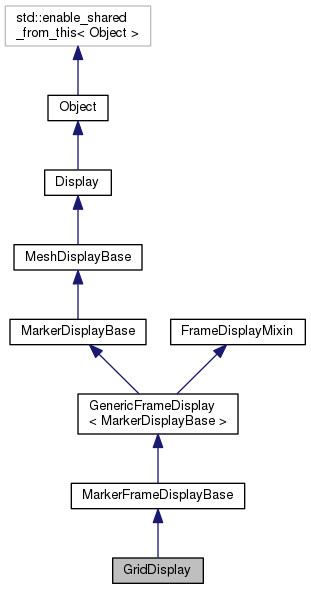 std::enable_shared
_from_this< Object >
Object
Display
MeshDisplayBase
MarkerDisplayBase
FrameDisplayMixin
GenericFrameDisplay
< MarkerDisplayBase >
MarkerFrameDisplayBase
GridDisplay